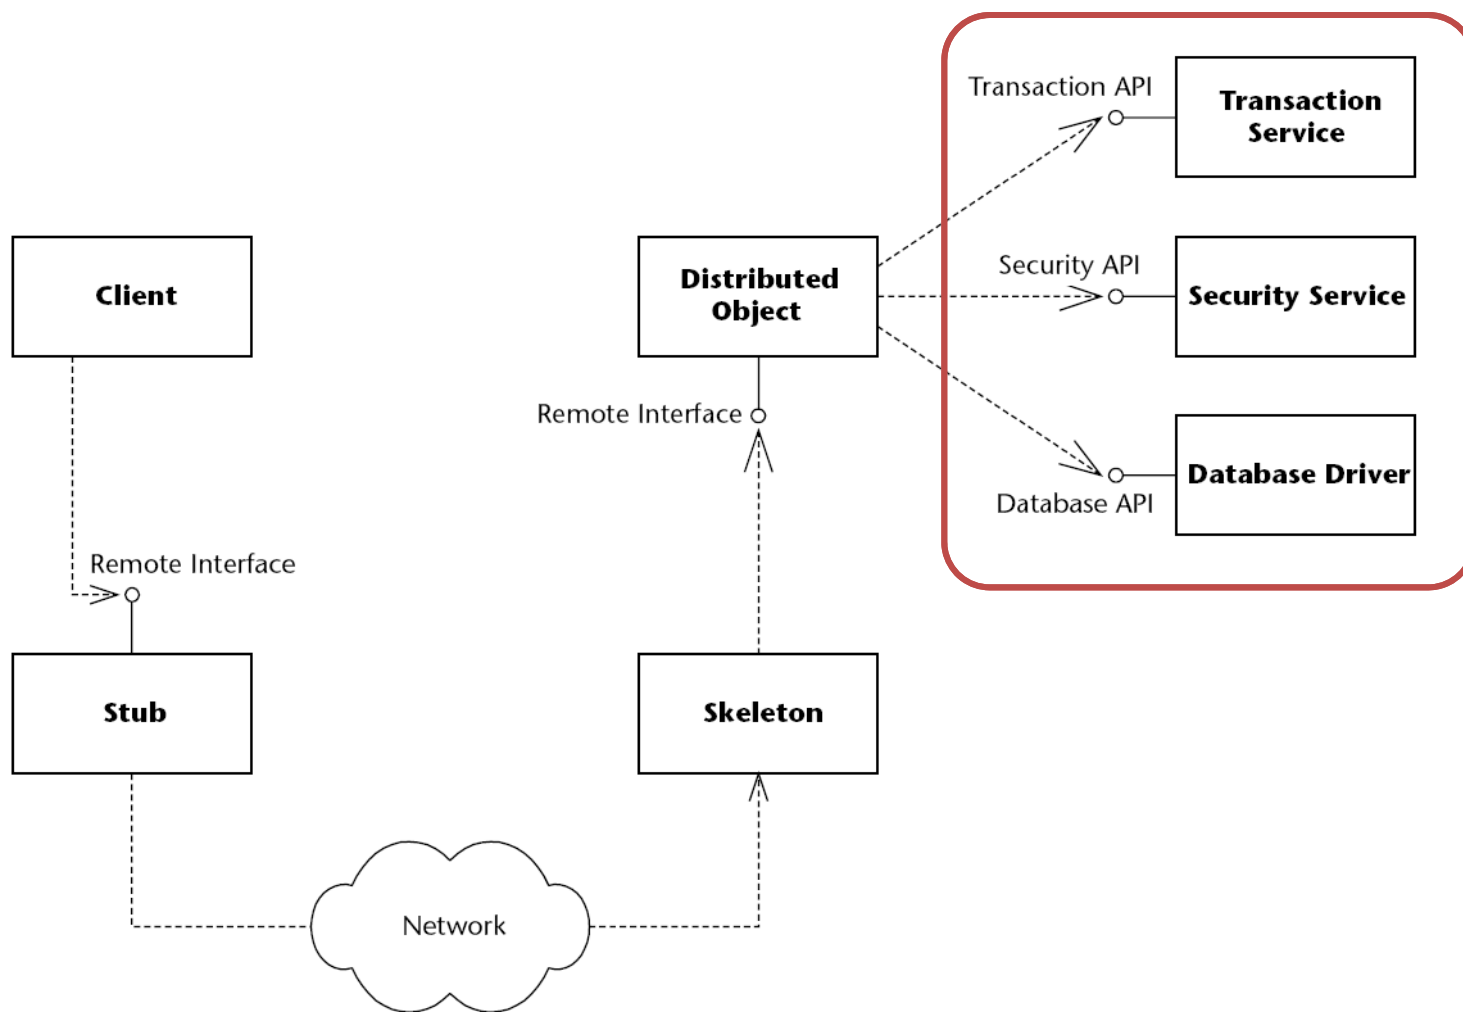 Transaction API
Transaction
Service
Client
Distributed
Object
Security API
Security Service
Remote Interface
Database Driver
Database API
Remote Interface
Stub
Skeleton
Network